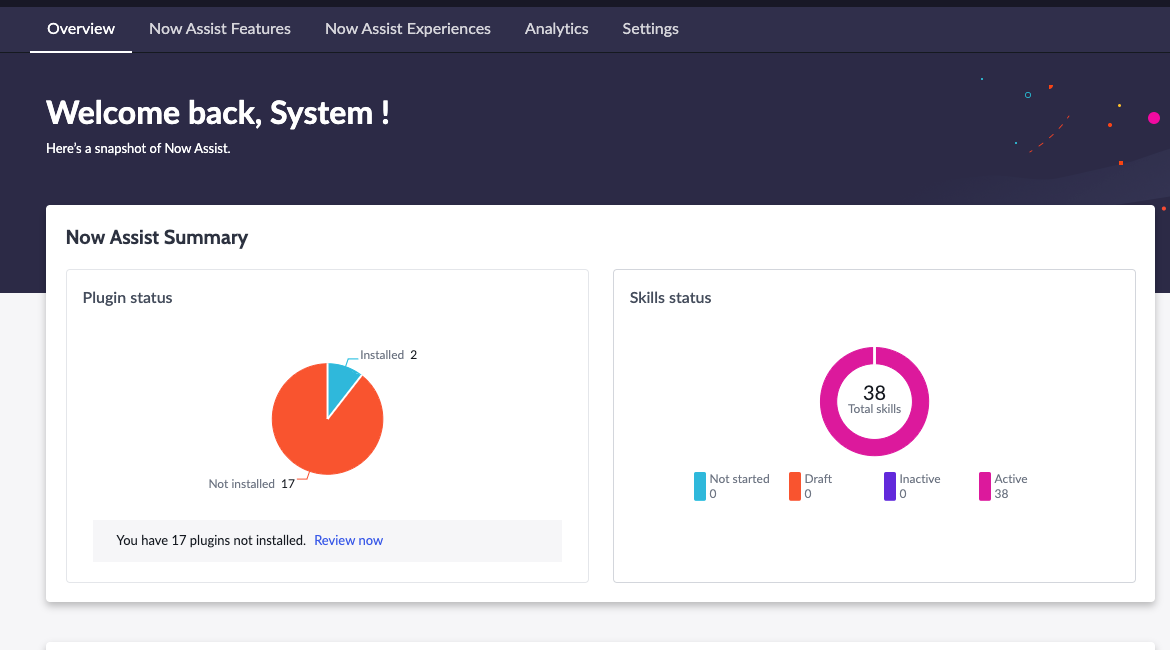 Overview Now Assist Features Now Assist Experiences Analytics Settings
Welcome back, System !
Here's a snapshot of Now Assist.
Now Assist Summary
Plugin status
Installed 2
Not installed 17
You have 17 plugins not installed. Review now
Skills status
38
Total skills
Not started
0
Draft
0
Inactive
0
Active
38